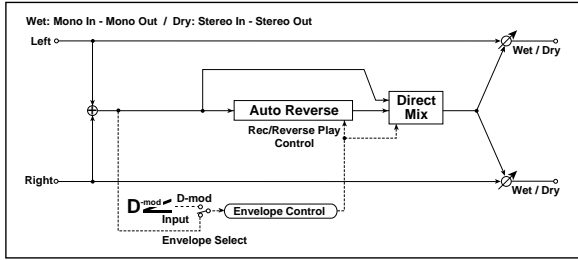 Wet: Mono In - Mono Out / Dry: Stereo In - Stereo Out
Left
Wet / Dry
Auto Reverse
Direct
Mix
Rec/Reverse Play
Control
Right
Wet / Dry
D-mod
D-mod
Input
Envelope Control
Envelope Select